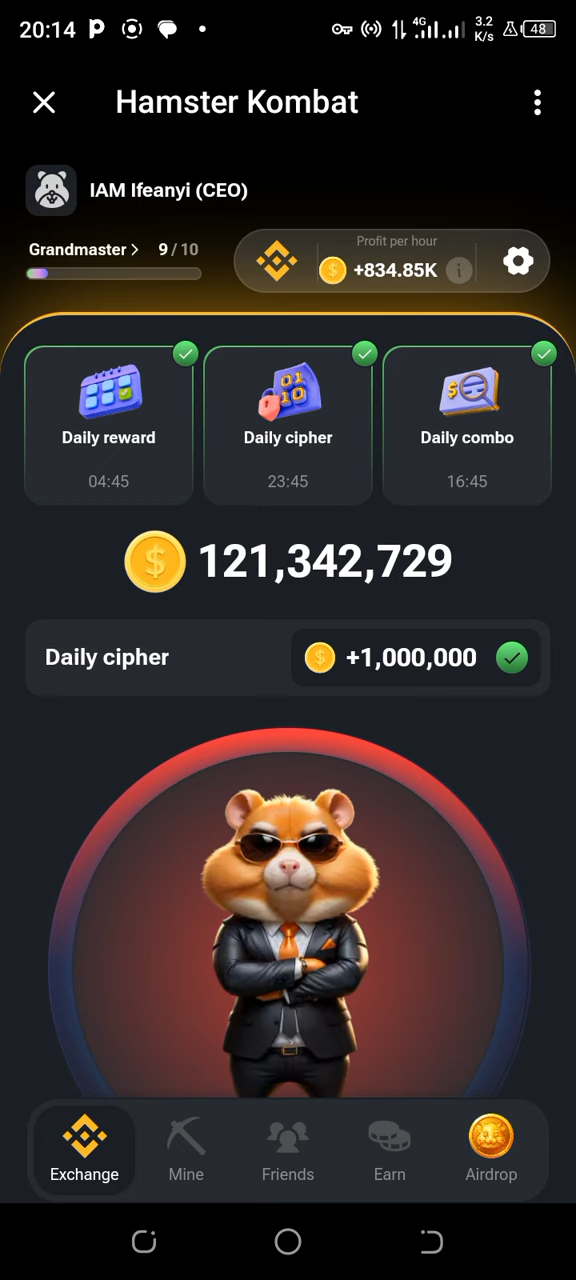 20:14
4G
3.2
K/s
48
Hamster Kombat
IAM Ifeanyi (CEO)
Grandmaster > 9 / 10
Profit per hour
+834.85K
Daily reward
04:45
Daily cipher
23:45
Daily combo
16:45
121,342,729
Daily cipher
+1,000,000
Exchange
Mine
Friends
Earn
Airdrop